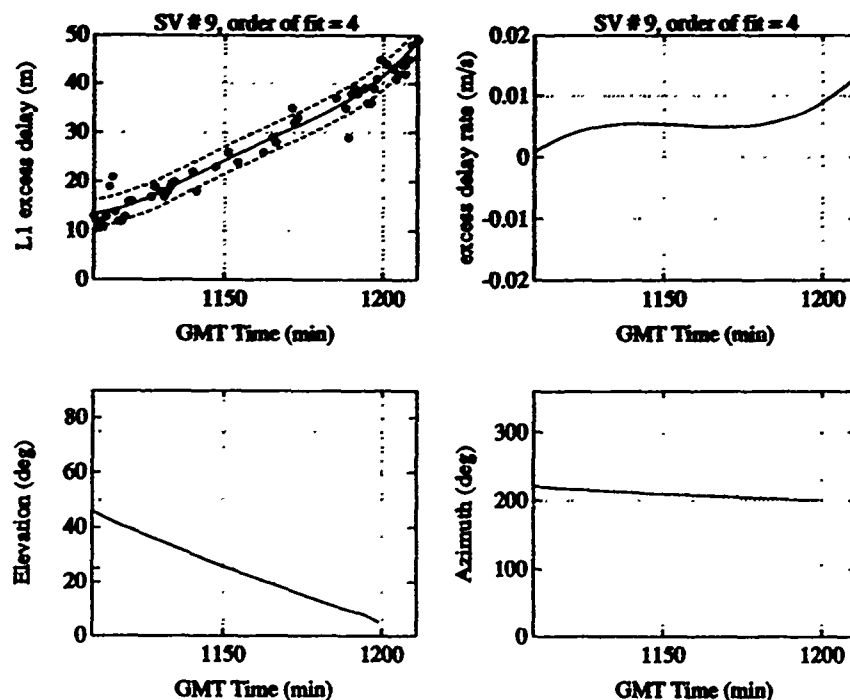 SV # 9, order of fit = 4
L1 excess delay (m)
50
40
30
20
10
0
1150
1200
GMT Time (min)
SV # 9, order of fit = 4
excess delay rate (m/s)
0.02
0.01
0
-0.01
-0.02
1150
1200
GMT Time (min)
Elevation (deg)
80
60
40
20
0
1150
1200
GMT Time (min)
Azimuth (deg)
300
200
100
0
1150
1200
GMT Time (min)